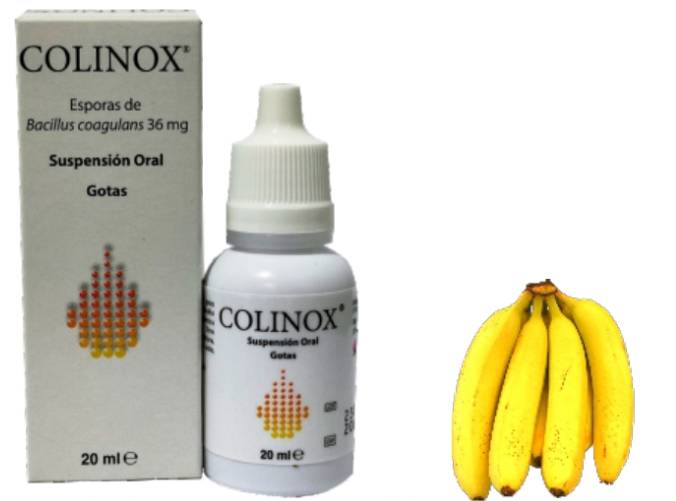 COLINOX®
Esporas de
Bacillus coagulans 36 mg
Suspensión Oral
Gotas
20 ml ℮
COLINOX®
Suspensión Oral
Gotas
20 ml ℮